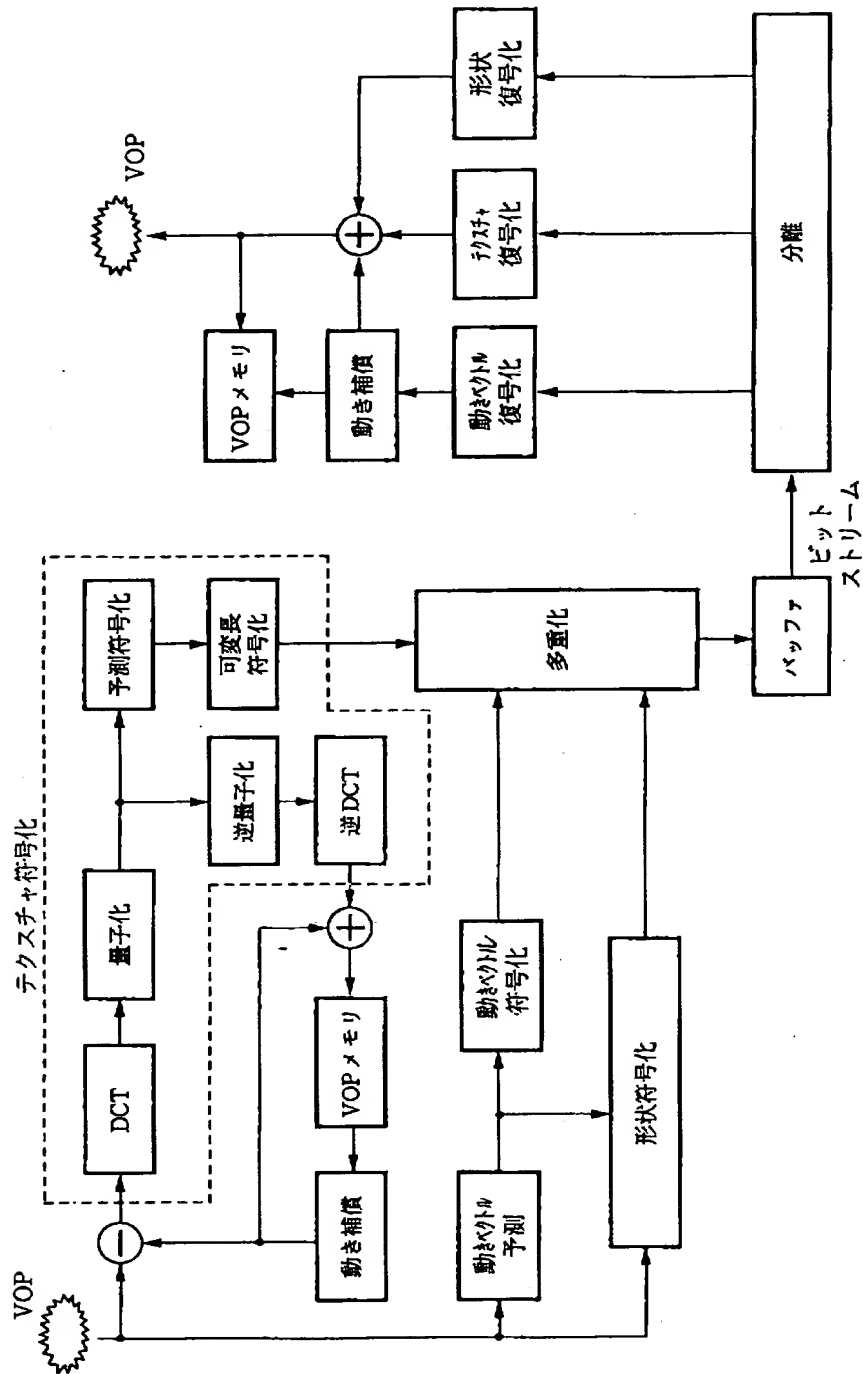 VOP
テクスチャ符号化
DCT
量子化
予測符号化
可変長
符号化
逆量子化
逆DCT
VOPメモリ
動き補償
動きベクトル
予測
動きベクトル
符号化
形状符号化
多重化
バッファ
ビット
ストリーム
VOP
VOPメモリ
動き補償
動きベクトル
復号化
テクスチャ
復号化
形状
復号化
分離